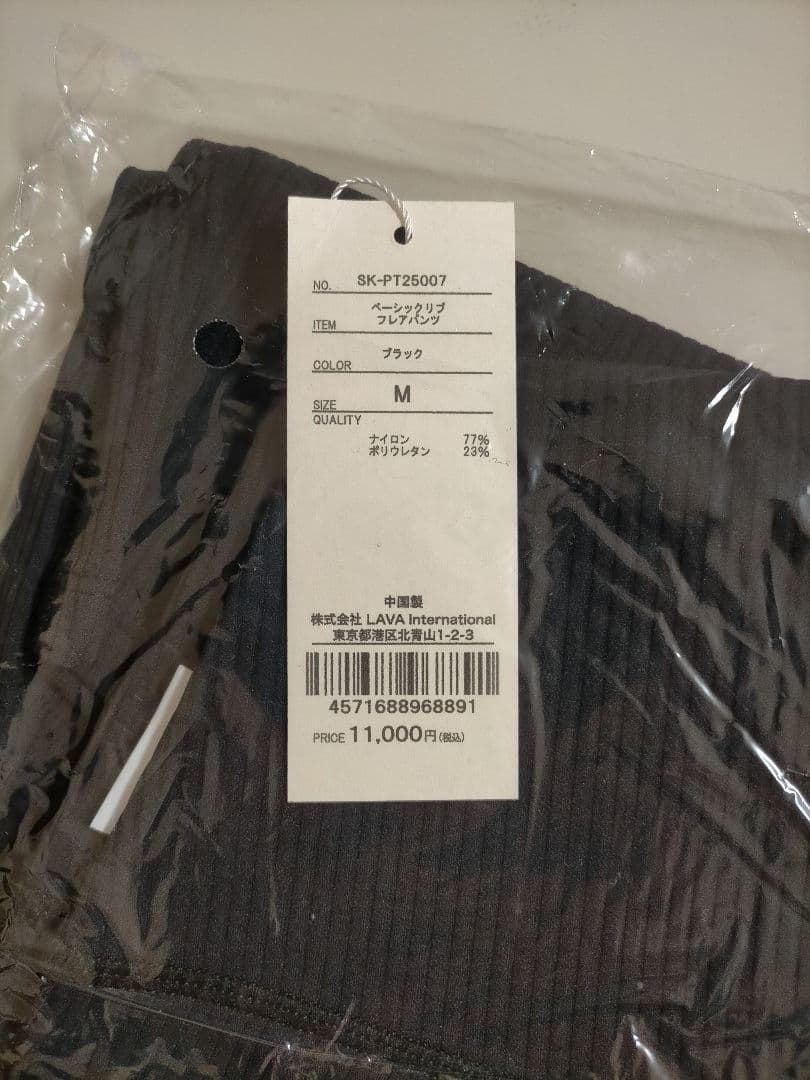 NO. SK-PT25007
ベーシックリブ
ITEM フレアパンツ
COLOR ブラック
SIZE M
QUALITY
ナイロン 77%
ポリウレタン 23%
中国製
株式会社 LAVA International
東京都港区北青山1-2-3
4571688968891
PRICE 11,000円(税込)